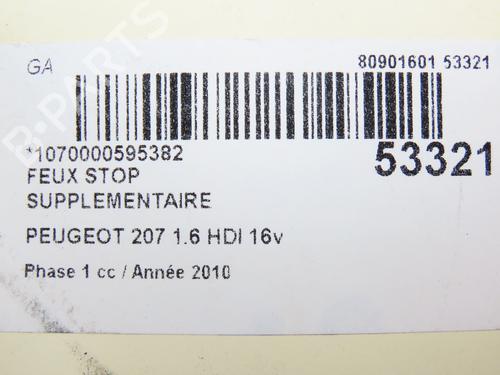 GA
80901601 53321
*1070000595382
53321
FEUX STOP
SUPPLEMENTAIRE
PEUGEOT 207 1.6 HDI 16v
Phase 1 cc / Année 2010
B-PARTS